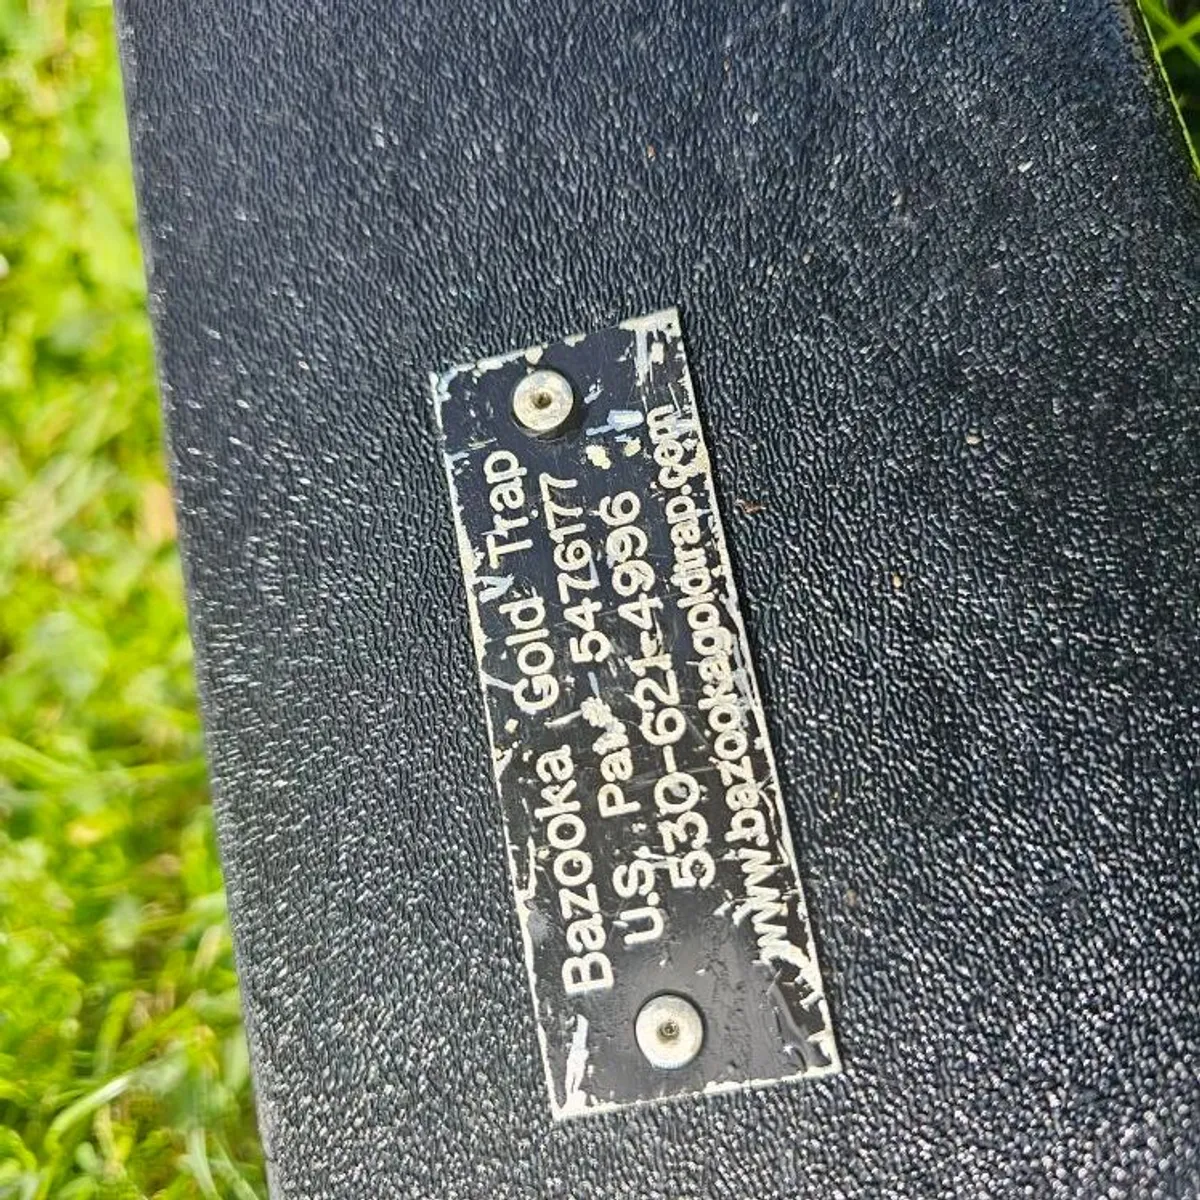 Bazooka Gold Trap
U.S. Pat. 5476177
530-621-4996
www.bazookagoldtrap.com